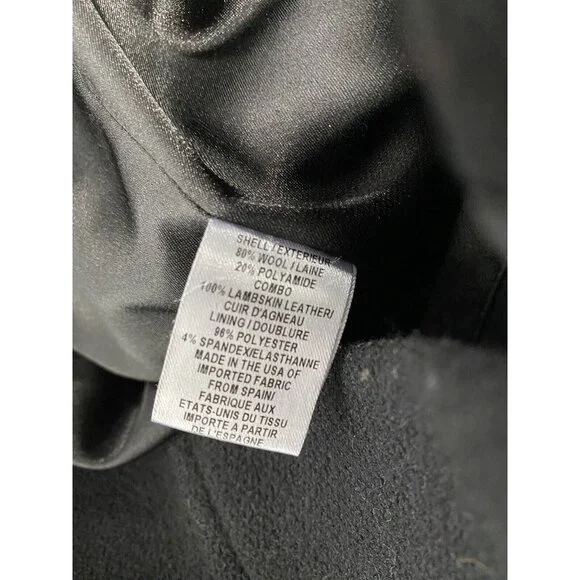 SHELL/EXTERIEUR
80% WOOL/LAINE
20% POLYAMIDE
COMBO
100% LAMBSKIN LEATHER/
CUIR D'AGNEAU
LINING/DOUBLURE
96% POLYESTER
4% SPANDEX/ELASTHANNE
MADE IN THE USA OF
IMPORTED FABRIC
FROM SPAIN/
FABRIQUE AUX
ETATS-UNIS DU TISSU
IMPORTE A PARTIR
DE L'ESPAGNE